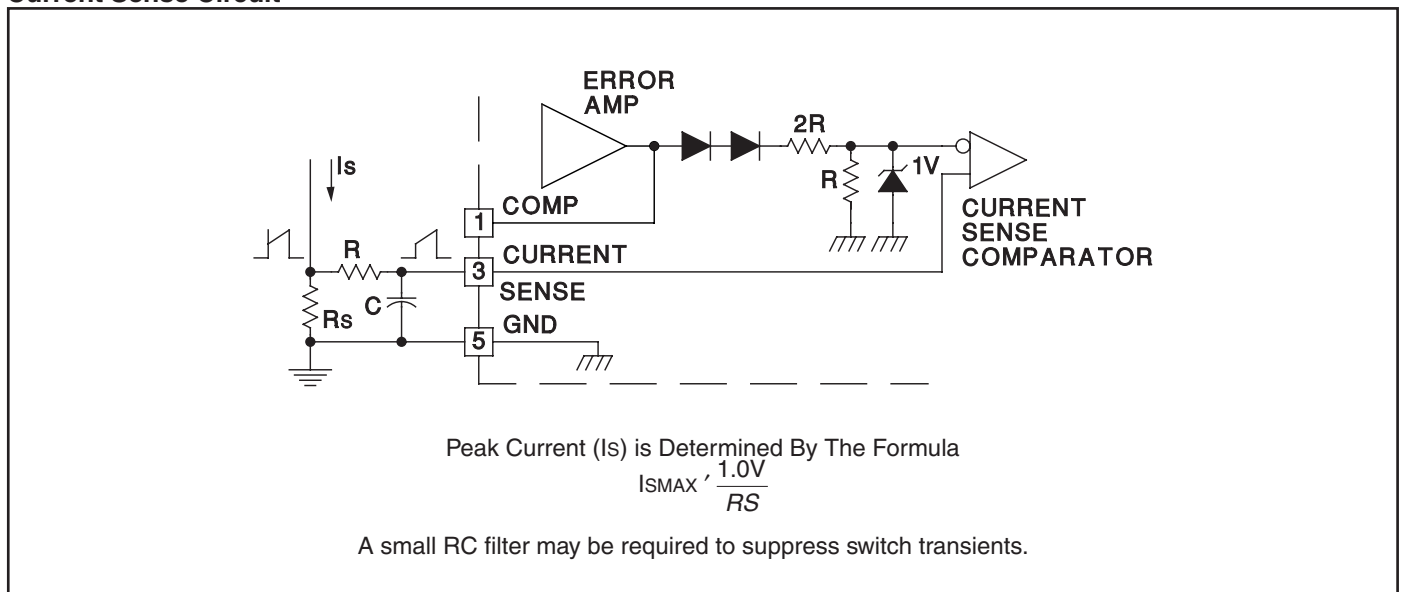 Current Sense Circuit
ERROR
AMP
2R
Is
1V
R
COMP
1
CURRENT
SENSE
COMPARATOR
R
CURRENT
3
SENSE
C
Rs
GND
5
Peak Current (IS) is Determined By The Formula
ISMAX ′ 1.0V
RS
A small RC filter may be required to suppress switch transients.